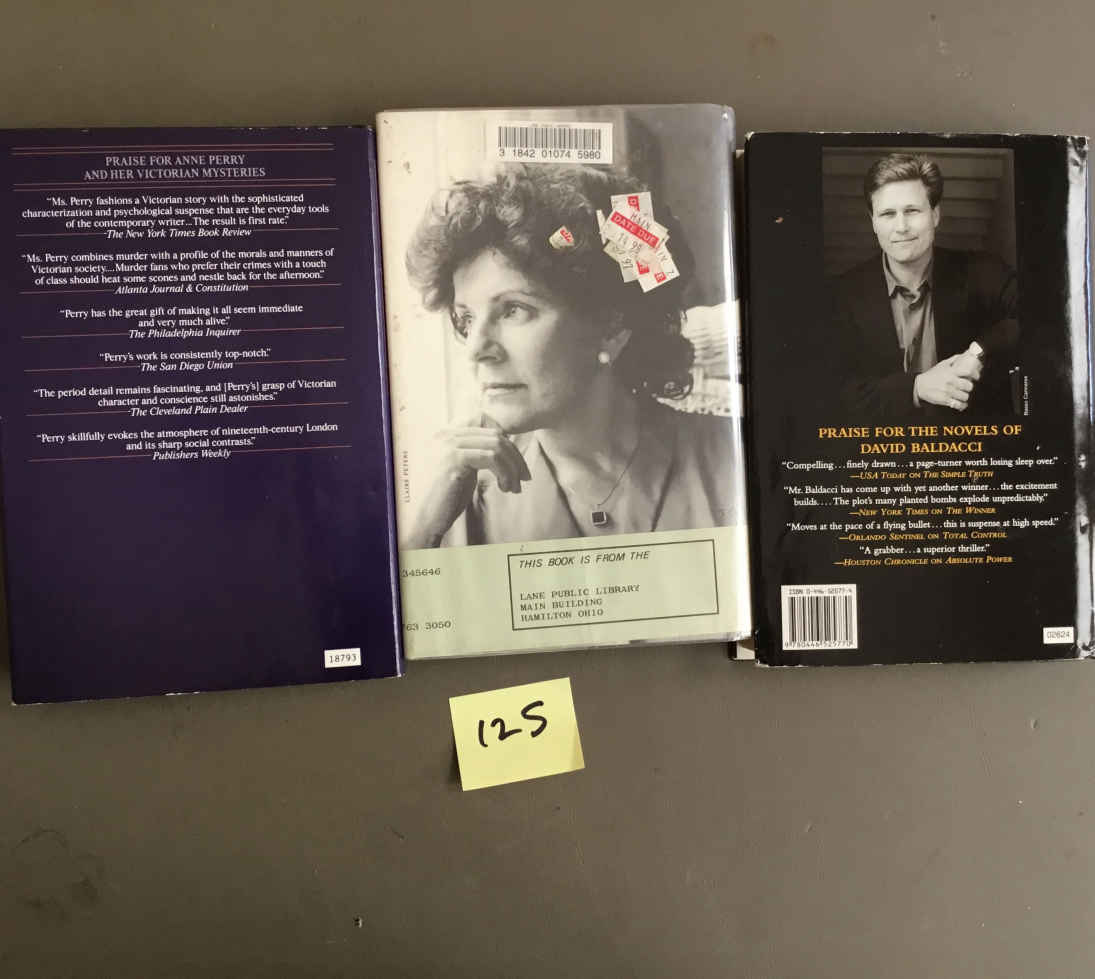 PRAISE FOR ANNE PERRY
AND HER VICTORIAN MYSTERIES
“Ms. Perry fashions a Victorian story with the sophisticated
characterization and psychological suspense that are the everyday tools
of the contemporary writer...The result is first rate.”
-The New York Times Book Review
“Ms. Perry combines murder with a profile of the morals and manners of
Victorian society....Murder fans who prefer their crimes with a touch
of class should heat some scones and nestle back for the afternoon.”
-Atlanta Journal & Constitution
“Perry has the great gift of making it all seem immediate
and very much alive.”
-The Philadelphia Inquirer
“Perry's work is consistently top-notch.”
-The San Diego Union
“The period detail remains fascinating, and [Perry's] grasp of Victorian
character and conscience still astonishes.”
-The Cleveland Plain Dealer
“Perry skillfully evokes the atmosphere of nineteenth-century London
and its sharp social contrasts.”
Publishers Weekly
18793
3 1842 01074 5980
MAIN
DATE DUE
14 95
CLAIRE PETERS
345646
763 3050
THIS BOOK IS FROM THE
LANE PUBLIC LIBRARY
MAIN BUILDING
HAMILTON OHIO
PRAISE FOR THE NOVELS OF
DAVID BALDACCI
“Compelling...finely drawn...a page-turner worth losing sleep over.”
—USA TODAY ON THE SIMPLE TRUTH
“Mr. Baldacci has come up with yet another winner...the excitement
builds....The plot's many planted bombs explode unpredictably.”
—NEW YORK TIMES ON THE WINNER
“Moves at the pace of a flying bullet...this is suspense at high speed.”
—ORLANDO SENTINEL ON TOTAL CONTROL
“A grabber...a superior thriller.”
—HOUSTON CHRONICLE ON ABSOLUTE POWER
ISBN 0-446-52577-4
9 780446 525770
02624
125